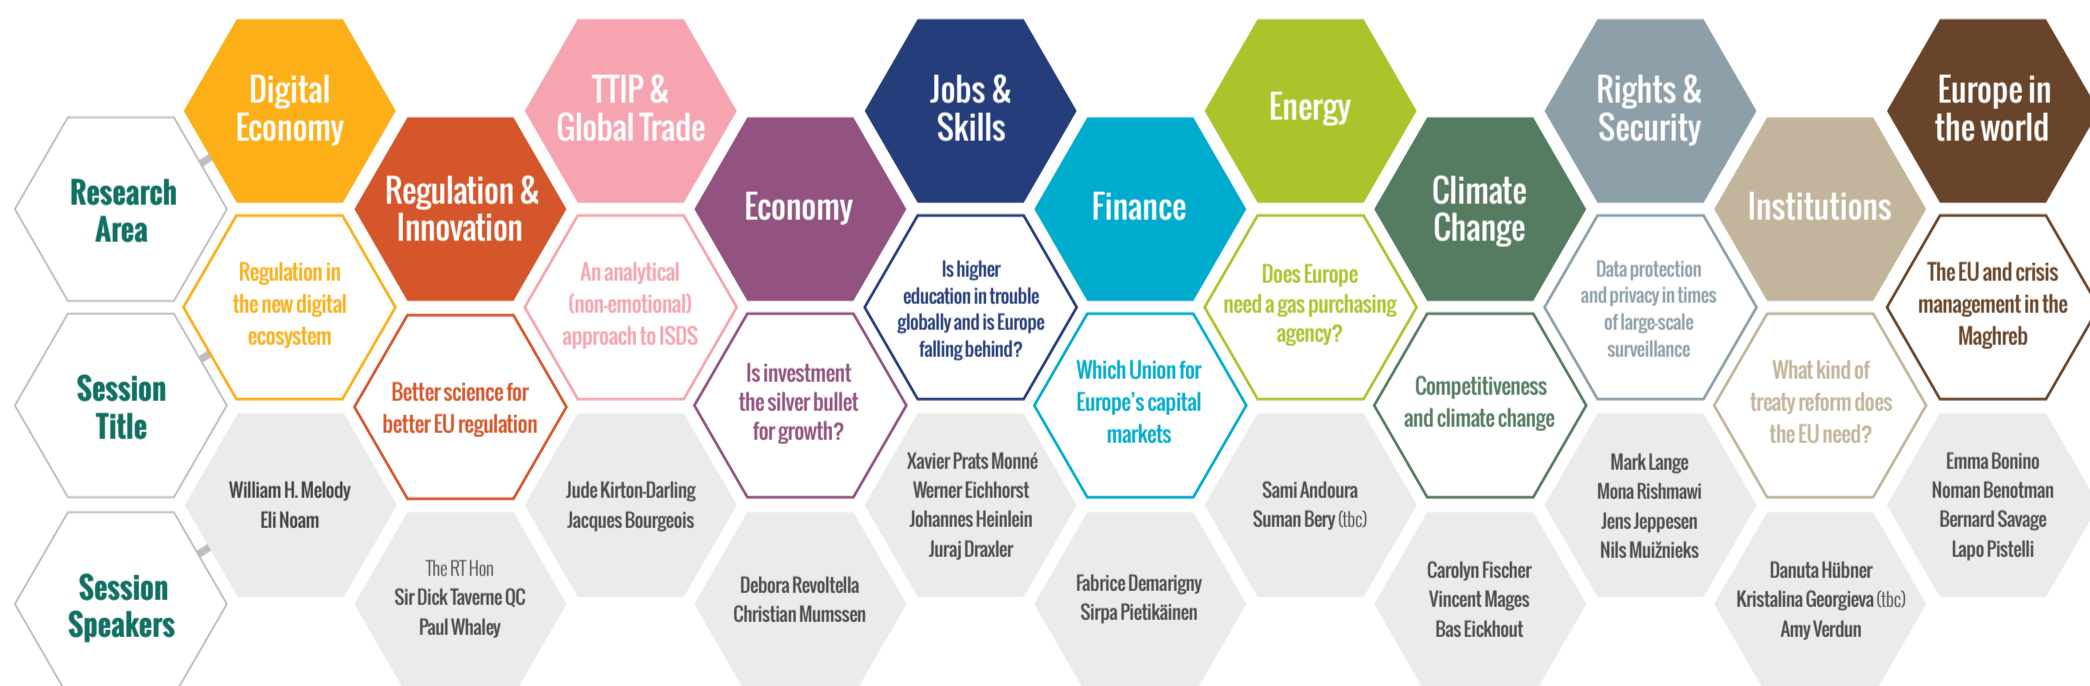 Research
Area
Session
Title
Session
Speakers
Digital
Economy
Regulation in
the new digital
ecosystem
William H. Melody
Eli Noam
Regulation &
Innovation
Better science for
better EU regulation
The RT Hon
Sir Dick Taverne QC
Paul Whaley
TTIP &
Global Trade
An analytical
(non-emotional)
approach to ISDS
Jude Kirton-Darling
Jacques Bourgeois
Economy
Is investment
the silver bullet
for growth?
Debora Revoltella
Christian Mumssen
Jobs &
Skills
Is higher
education in trouble
globally and is Europe
falling behind?
Xavier Prats Monné
Werner Eichhorst
Johannes Heinlein
Juraj Draxler
Finance
Which Union for
Europe's capital
markets
Fabrice Demarigny
Sirpa Pietikäinen
Energy
Does Europe
need a gas purchasing
agency?
Sami Andoura
Suman Bery (tbc)
Climate
Change
Competitiveness
and climate change
Carolyn Fischer
Vincent Mages
Bas Eickhout
Rights &
Security
Data protection
and privacy in times
of large-scale
surveillance
Mark Lange
Mona Rishmawi
Jens Jeppesen
Nils Muižnieks
Institutions
What kind of
treaty reform does
the EU need?
Danuta Hübner
Kristalina Georgieva (tbc)
Amy Verdun
Europe in
the world
The EU and crisis
management in the
Maghreb
Emma Bonino
Noman Benotman
Bernard Savage
Lapo Pistelli